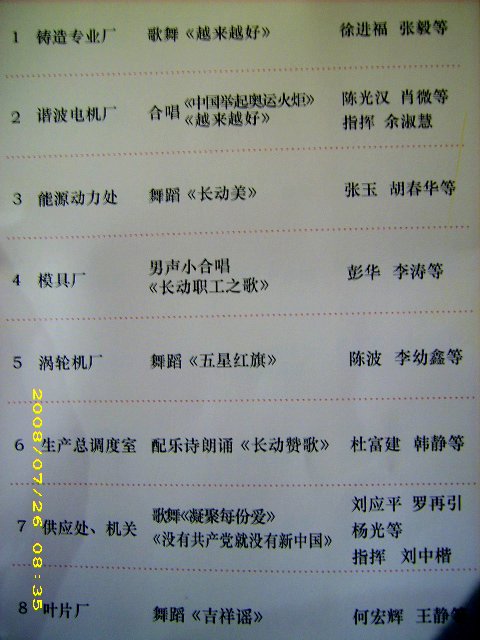 1 铸造专业厂 歌舞《越来越好》 徐进福 张毅等
2 谐波电机厂 合唱《中国举起奥运火炬》 陈光汉 肖微等
《越来越好》 指挥 余淑慧
3 能源动力处 舞蹈《长动美》 张玉 胡春华等
4 模具厂 男声小合唱 彭华 李涛等
《长动职工之歌》
5 涡轮机厂 舞蹈《五星红旗》 陈波 李幼鑫等
6 生产总调度室 配乐诗朗诵《长动赞歌》 杜富建 韩静等
7 供应处、机关 歌舞《凝聚每份爱》 刘应平 罗再引
《没有共产党就没有新中国》 杨光等
指挥 刘中楷
8 叶片厂 舞蹈《吉祥谣》 何宏辉 王静等
2008/07/26 08:35